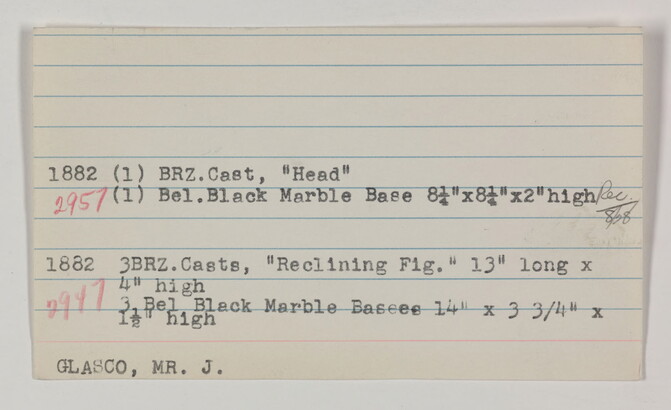 1882 (1) BRZ.Cast, "Head"
2957 (1) Bel.Black Marble Base 8¼"x8¼"x2"high Rec. 8/58
1882 3BRZ.Casts, "Reclining Fig." 13" long x
4" high
2947 3 Bel Black Marble Bases 14" x 3 3/4" x
1½" high
GLASCO, MR. J.